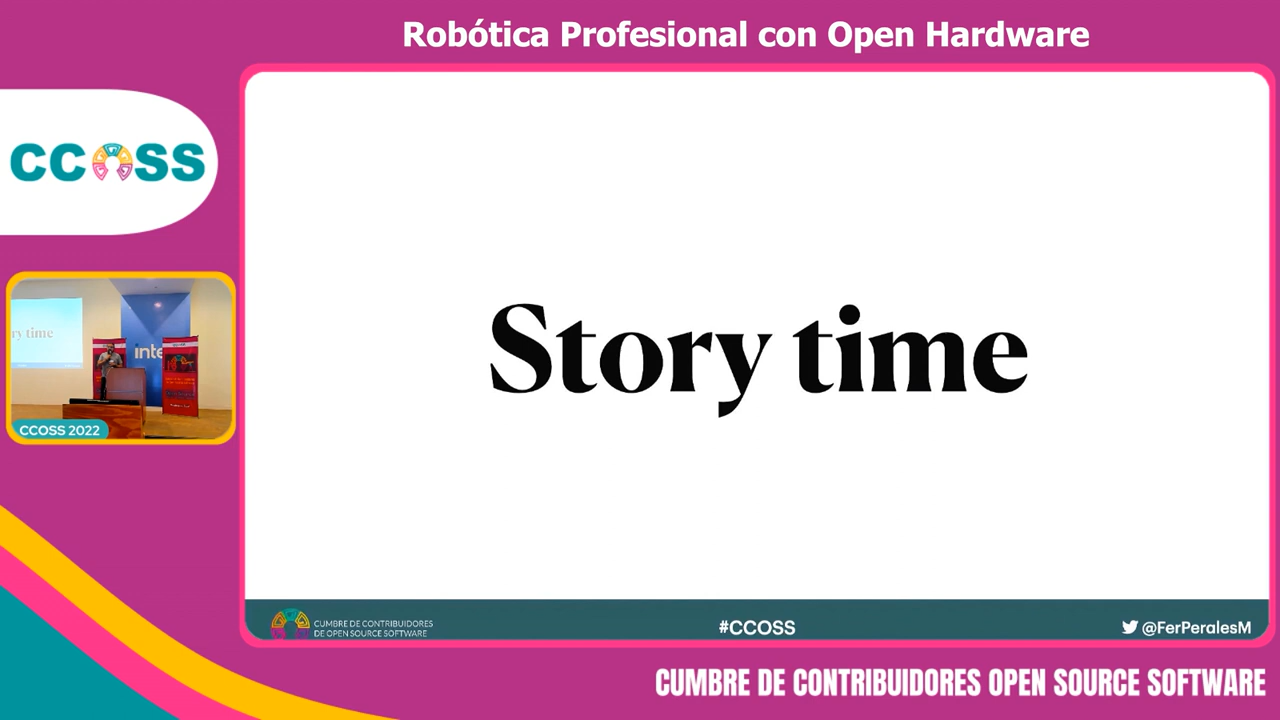 Robótica Profesional con Open Hardware
CCOSS
Story time
ry time
inte
CCOSS 2022
CUMBRE DE CONTRIBUIDORES
DE OPEN SOURCE SOFTWARE
#CCOSS
@FerPeralesM
CUMBRE DE CONTRIBUIDORES OPEN SOURCE SOFTWARE